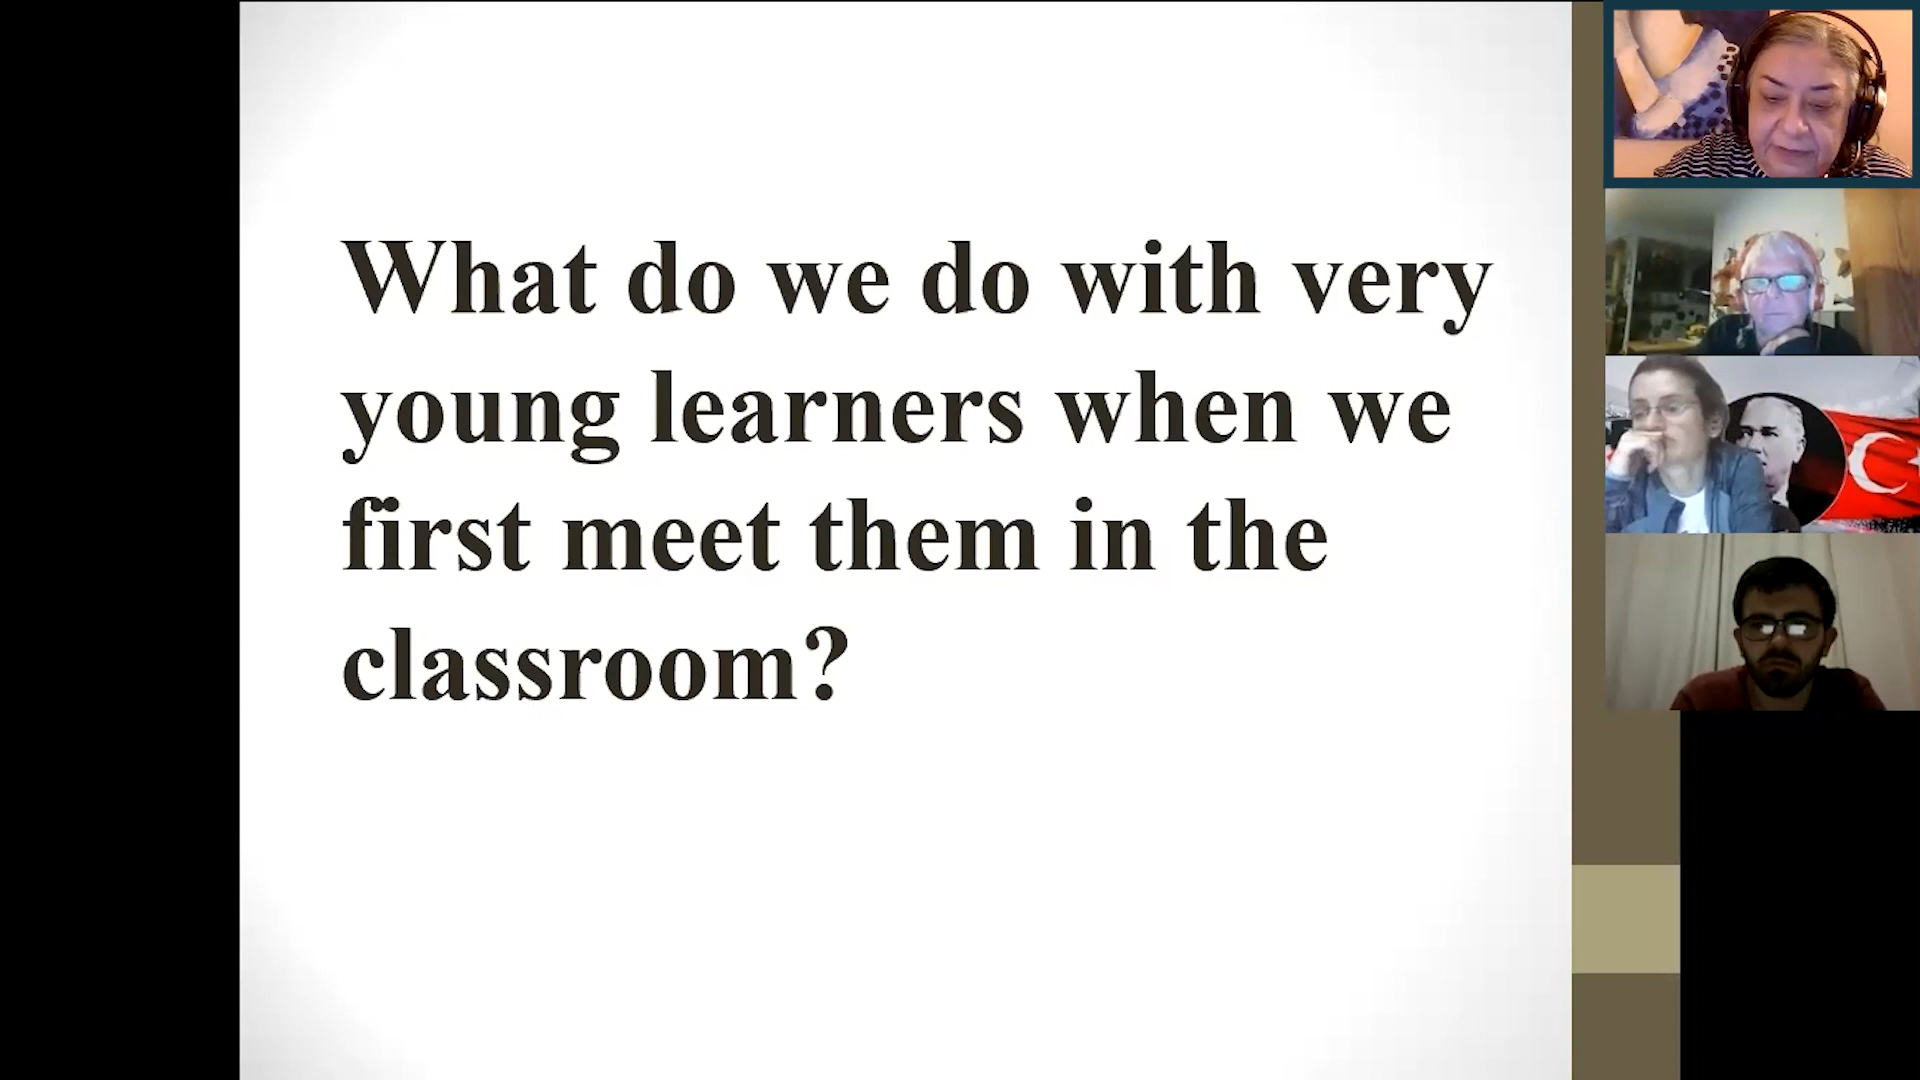 What do we do with very
young learners when we
first meet them in the
classroom?